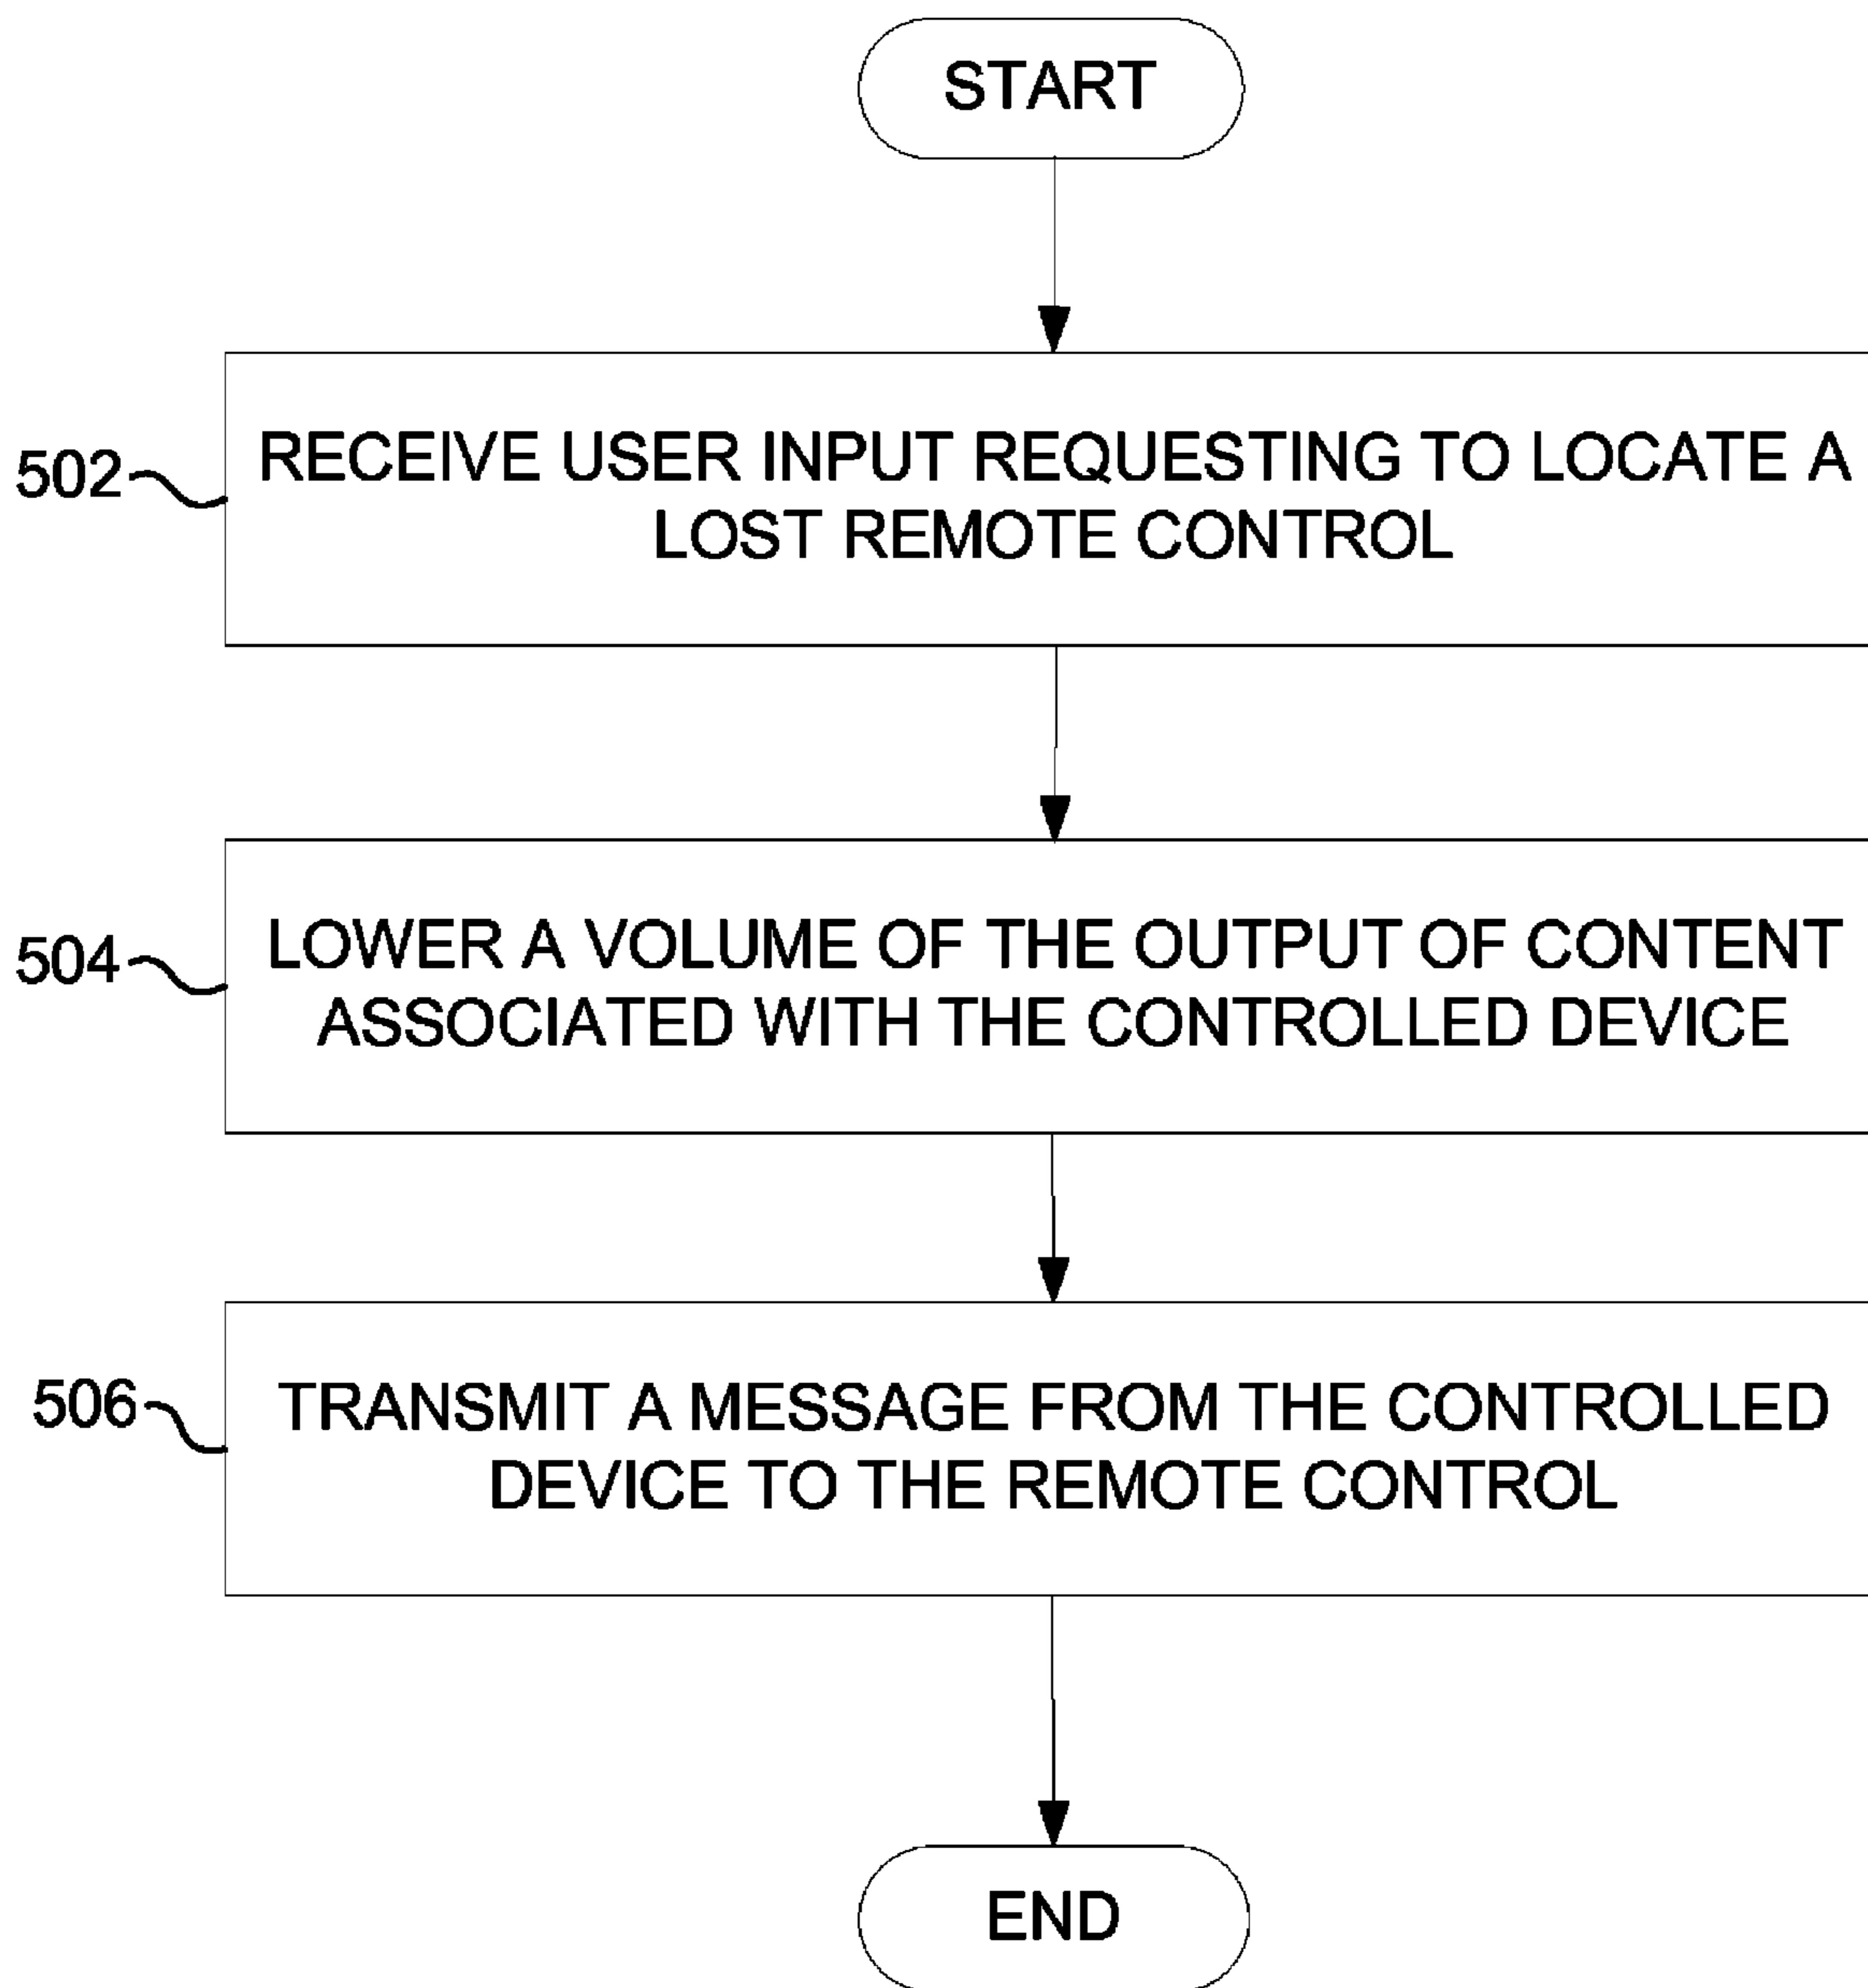 START
502
RECEIVE USER INPUT REQUESTING TO LOCATE A
LOST REMOTE CONTROL
504
LOWER A VOLUME OF THE OUTPUT OF CONTENT
ASSOCIATED WITH THE CONTROLLED DEVICE
506
TRANSMIT A MESSAGE FROM THE CONTROLLED
DEVICE TO THE REMOTE CONTROL
END